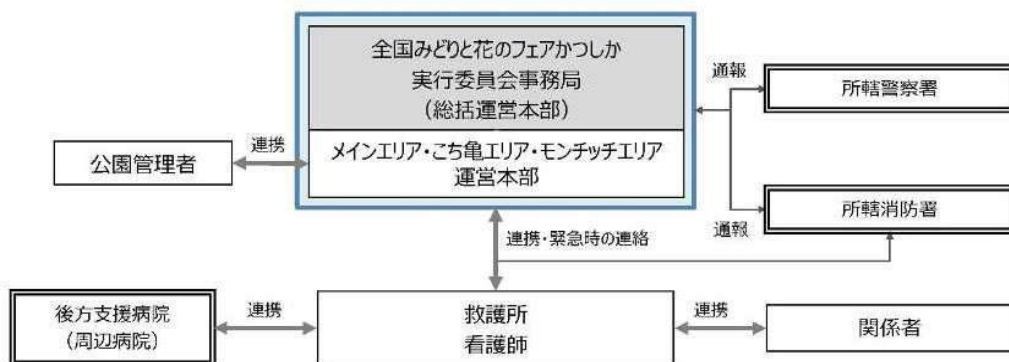 全国みどりと花のフェアかつしか
実行委員会事務局
（総括運営本部）
メインエリア・こち亀エリア・モンチッチエリア
運営本部
公園管理者
連携
通報
所轄警察署
所轄消防署
通報
連携・緊急時の連絡
後方支援病院
（周辺病院）
連携
救護所
看護師
連携
関係者